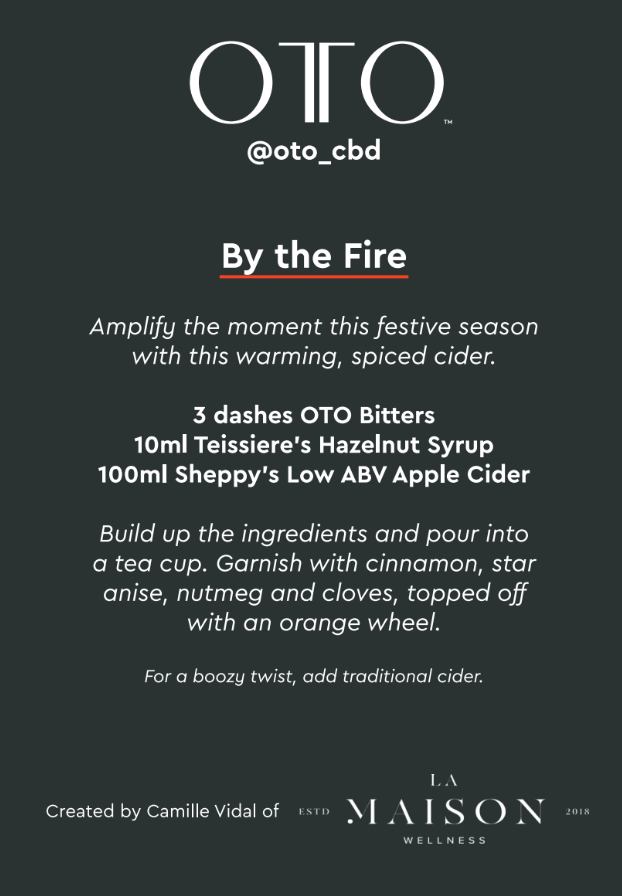 OTO™
@oto_cbd
By the Fire
Amplify the moment this festive season
with this warming, spiced cider.
3 dashes OTO Bitters
10ml Teissiere's Hazelnut Syrup
100ml Sheppy's Low ABV Apple Cider
Build up the ingredients and pour into
a tea cup. Garnish with cinnamon, star
anise, nutmeg and cloves, topped off
with an orange wheel.
For a boozy twist, add traditional cider.
LA
Created by Camille Vidal of ESTD MAISON 2018
WELLNESS